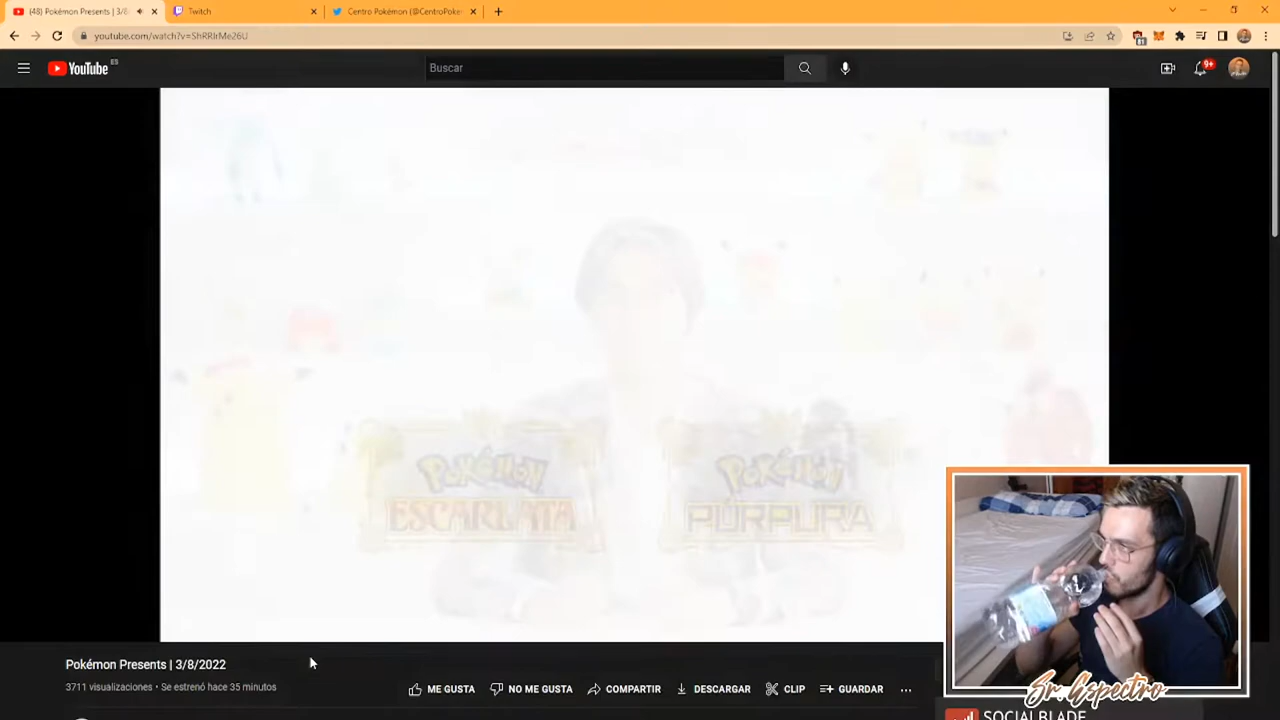 (48) Pokémon Presents | 3/8
Twitch
Centro Pokémon (@CentroPoke
youtube.com/watch?v=ShRRIrMe26U
YouTube ES
Buscar
9+
Pokémon
ESCARLATA
Pokémon
PÚRPURA
Pokémon Presents | 3/8/2022
3711 visualizaciones • Se estrenó hace 35 minutos
ME GUSTA
NO ME GUSTA
COMPARTIR
DESCARGAR
CLIP
GUARDAR
Sr. Aspectro
SOCIALBLADE